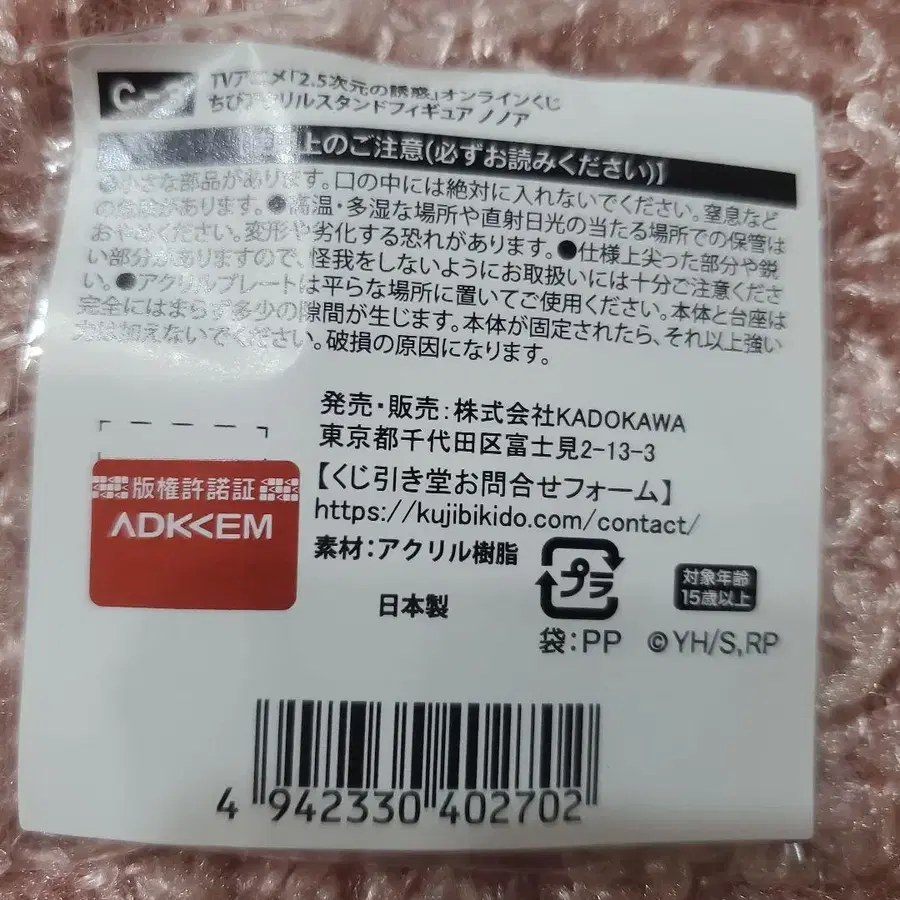 TVアニメ「2.5次元の誘惑」オンラインくじ
ちびアクリルスタンドフィギュア ノノア
上のご注意(必ずお読みください)】
●小さな部品があります。口の中には絶対に入れないでください。窒息など
の危険があります。●高温・多湿な場所や直射日光の当たる場所での保管は
おやめください。変形や劣化する恐れがあります。●仕様上尖った部分や鋭
い部分がありますので、怪我をしないようにお取扱いには十分ご注意くださ
い。●アクリルプレートは平らな場所に置いてご使用ください。本体と台座は
完全にはまらず多少の隙間が生じます。本体が固定されたら、それ以上強い
力は加えないでください。破損の原因になります。
発売・販売:株式会社KADOKAWA
東京都千代田区富士見2-13-3
【くじ引き堂お問合せフォーム】
https://kujibikido.com/contact/
版権許諾証
ADKEM
素材:アクリル樹脂
プラ
対象年齢
15歳以上
日本製
袋:PP ©YH/S,RP
4 942330 402702